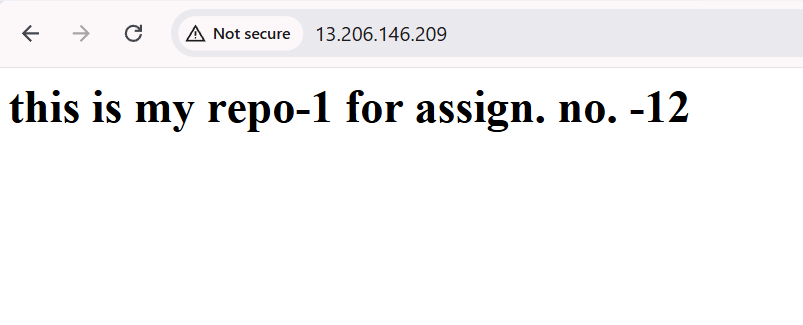 Not secure 13.206.146.209
this is my repo-1 for assign. no. -12